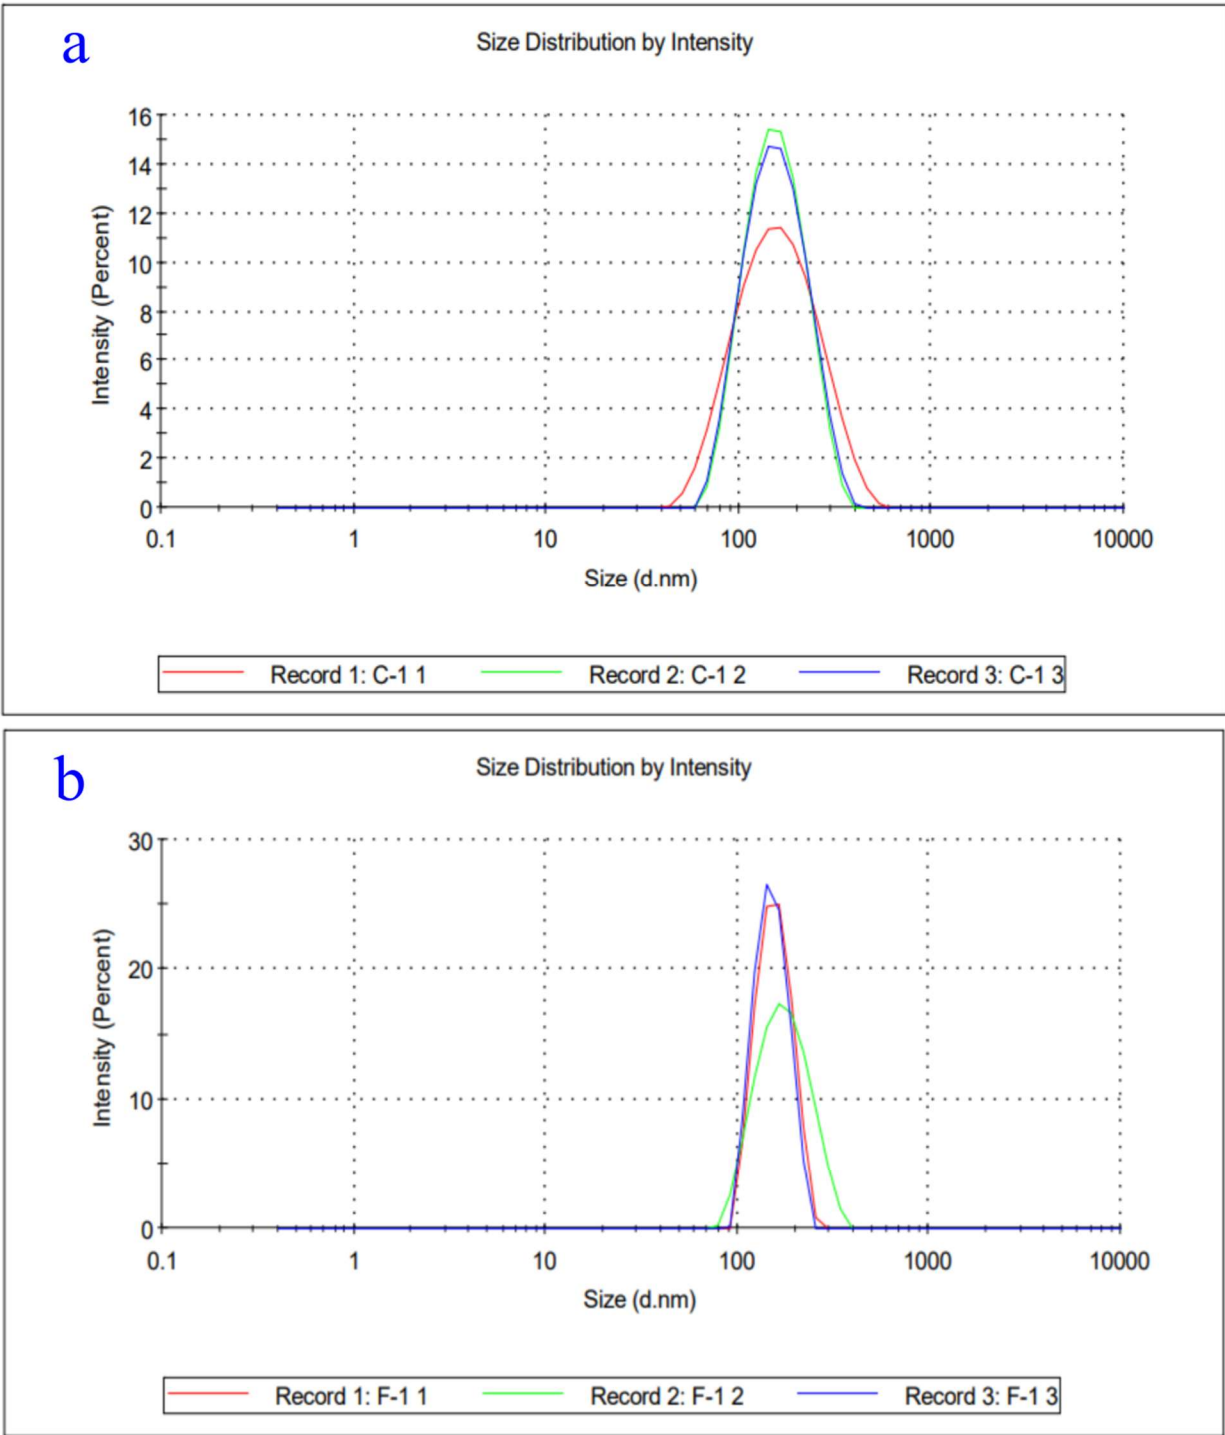 a
Size Distribution by Intensity
16
14
12
10
8
6
4
2
0
Intensity (Percent)
0.1 1 10 100 1000 10000
Size (d.nm)
Record 1: C-1 1 Record 2: C-1 2 Record 3: C-1 3
b
Size Distribution by Intensity
30
20
10
0
Intensity (Percent)
0.1 1 10 100 1000 10000
Size (d.nm)
Record 1: F-1 1 Record 2: F-1 2 Record 3: F-1 3